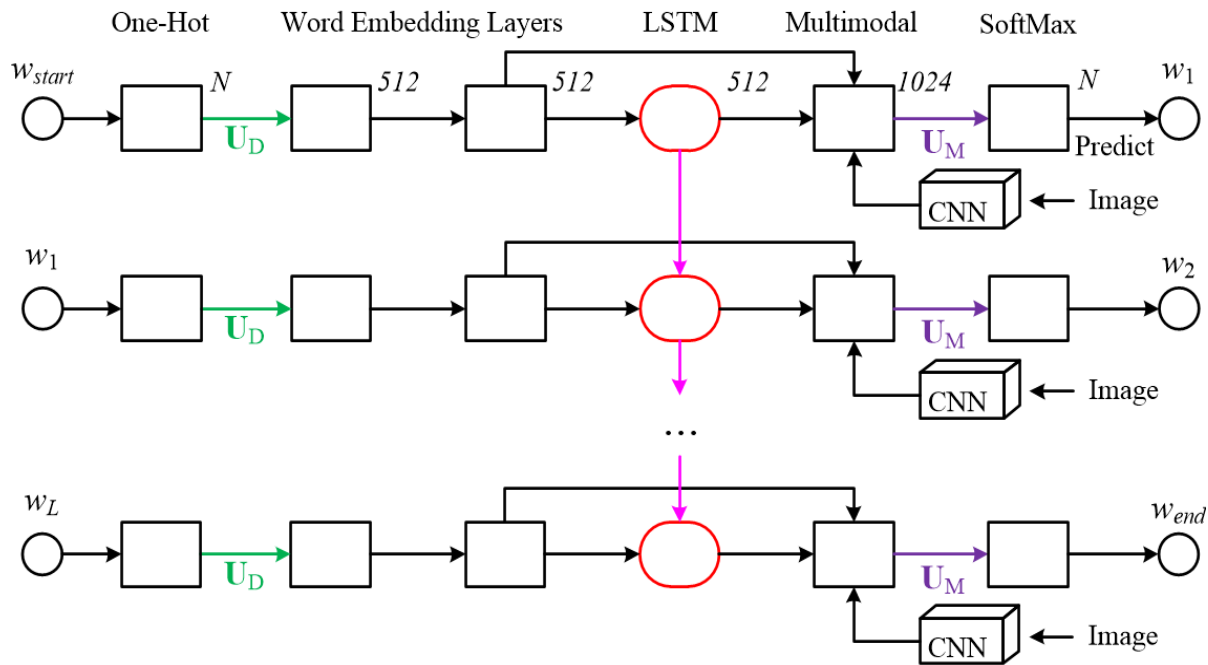 One-Hot Word Embedding Layers LSTM Multimodal SoftMax
w_start N 512 512 512 1024 N w_1
U_D U_M Predict
CNN Image
w_1 w_2
U_D U_M
CNN Image
...
w_L w_end
U_D U_M
CNN Image